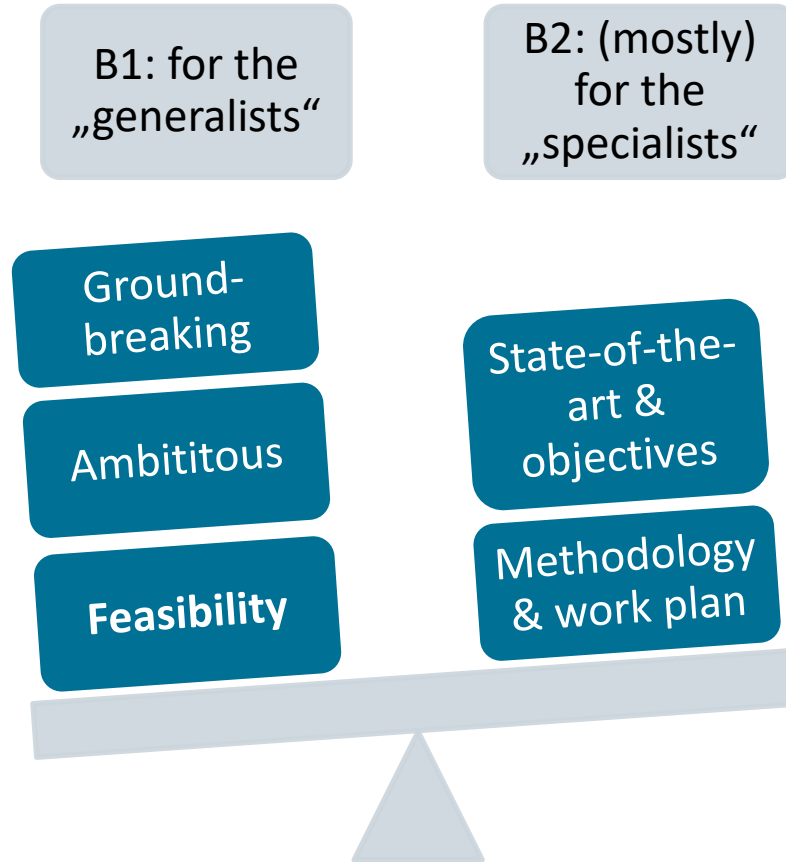 B1: for the
„generalists“
B2: (mostly)
for the
„specialists“
Ground-
breaking
Ambititous
Feasibility
State-of-the-
art &
objectives
Methodology
& work plan